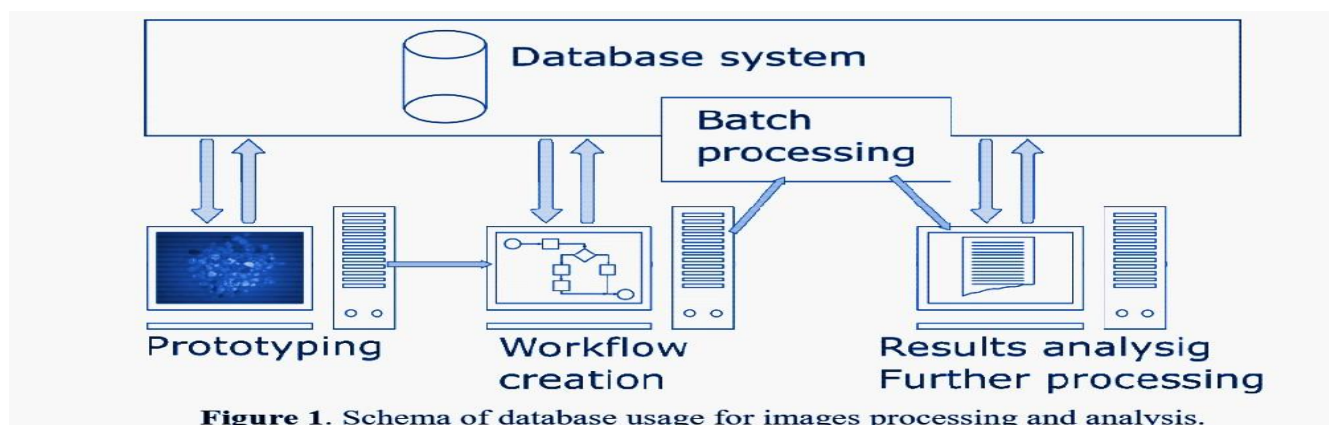 Database system
Batch
processing
Prototyping
Workflow
creation
Results analysig
Further processing
Figure 1. Schema of database usage for images processing and analysis.